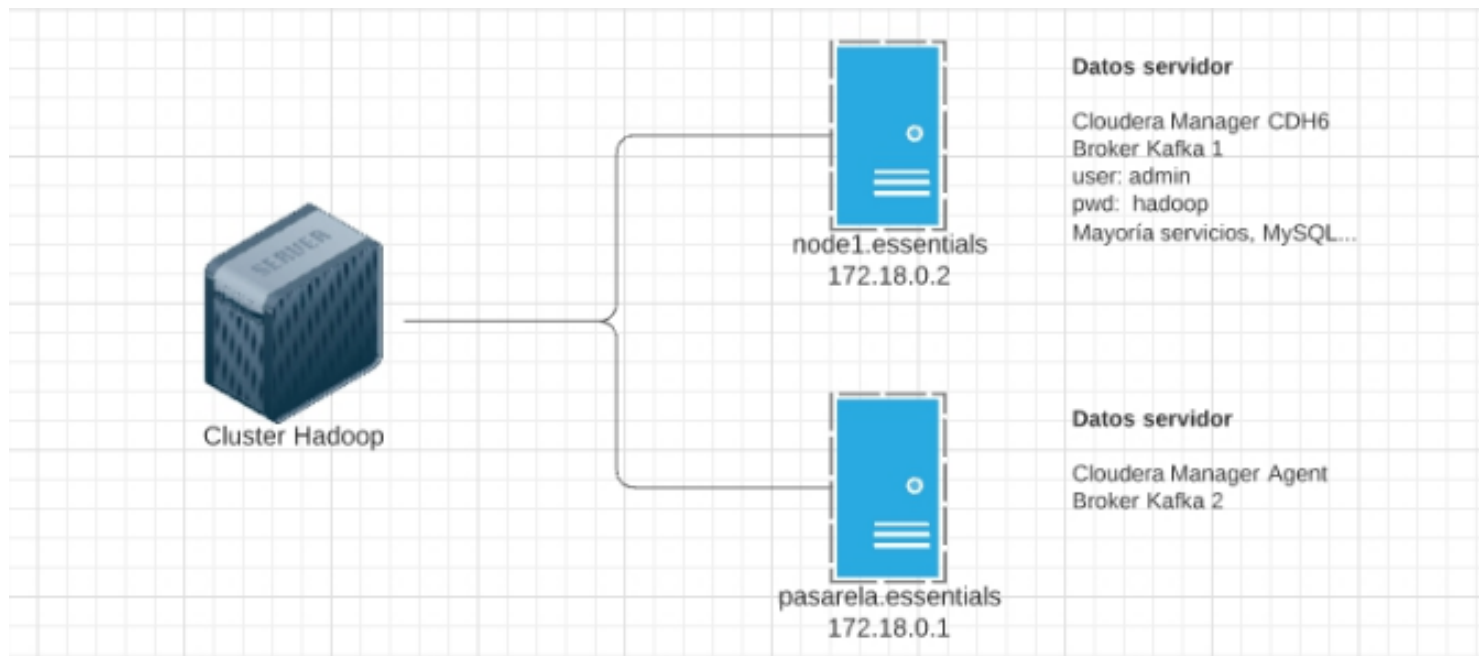 SERVER
Cluster Hadoop
node1.essentials
172.18.0.2
Datos servidor
Cloudera Manager CDH6
Broker Kafka 1
user: admin
pwd:  hadoop
Mayoría servicios, MySQL...
pasarela.essentials
172.18.0.1
Datos servidor
Cloudera Manager Agent
Broker Kafka 2